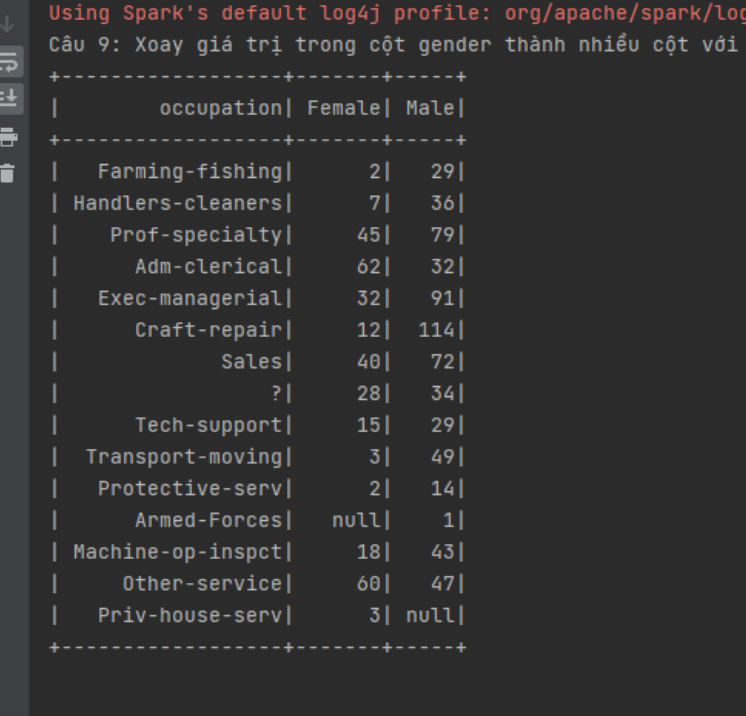 Using Spark's default log4j profile: org/apache/spark/log
Câu 9: Xoay giá trị trong cột gender thành nhiều cột với
+------------------+-------+-----+
|        occupation| Female| Male|
+------------------+-------+-----+
|   Farming-fishing|      2|   29|
| Handlers-cleaners|      7|   36|
|    Prof-specialty|     45|   79|
|      Adm-clerical|     62|   32|
|   Exec-managerial|     32|   91|
|      Craft-repair|     12|  114|
|             Sales|     40|   72|
|                 ?|     28|   34|
|      Tech-support|     15|   29|
|  Transport-moving|      3|   49|
|   Protective-serv|      2|   14|
|      Armed-Forces|   null|    1|
| Machine-op-inspct|     18|   43|
|     Other-service|     60|   47|
|   Priv-house-serv|      3| null|
+------------------+-------+-----+